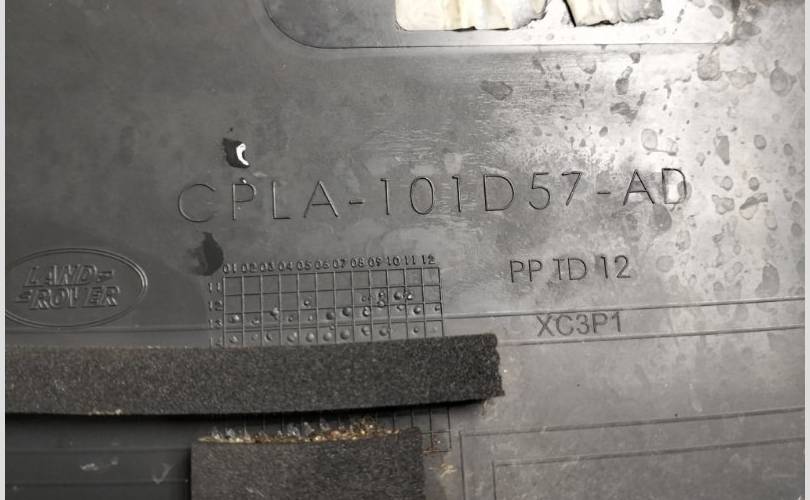 CPLA-101D57-AD
LAND-
-ROVER
01 02 03 04 05 06 07 08 09 10 11 12
11
12
13
PP TD 12
XC3P1